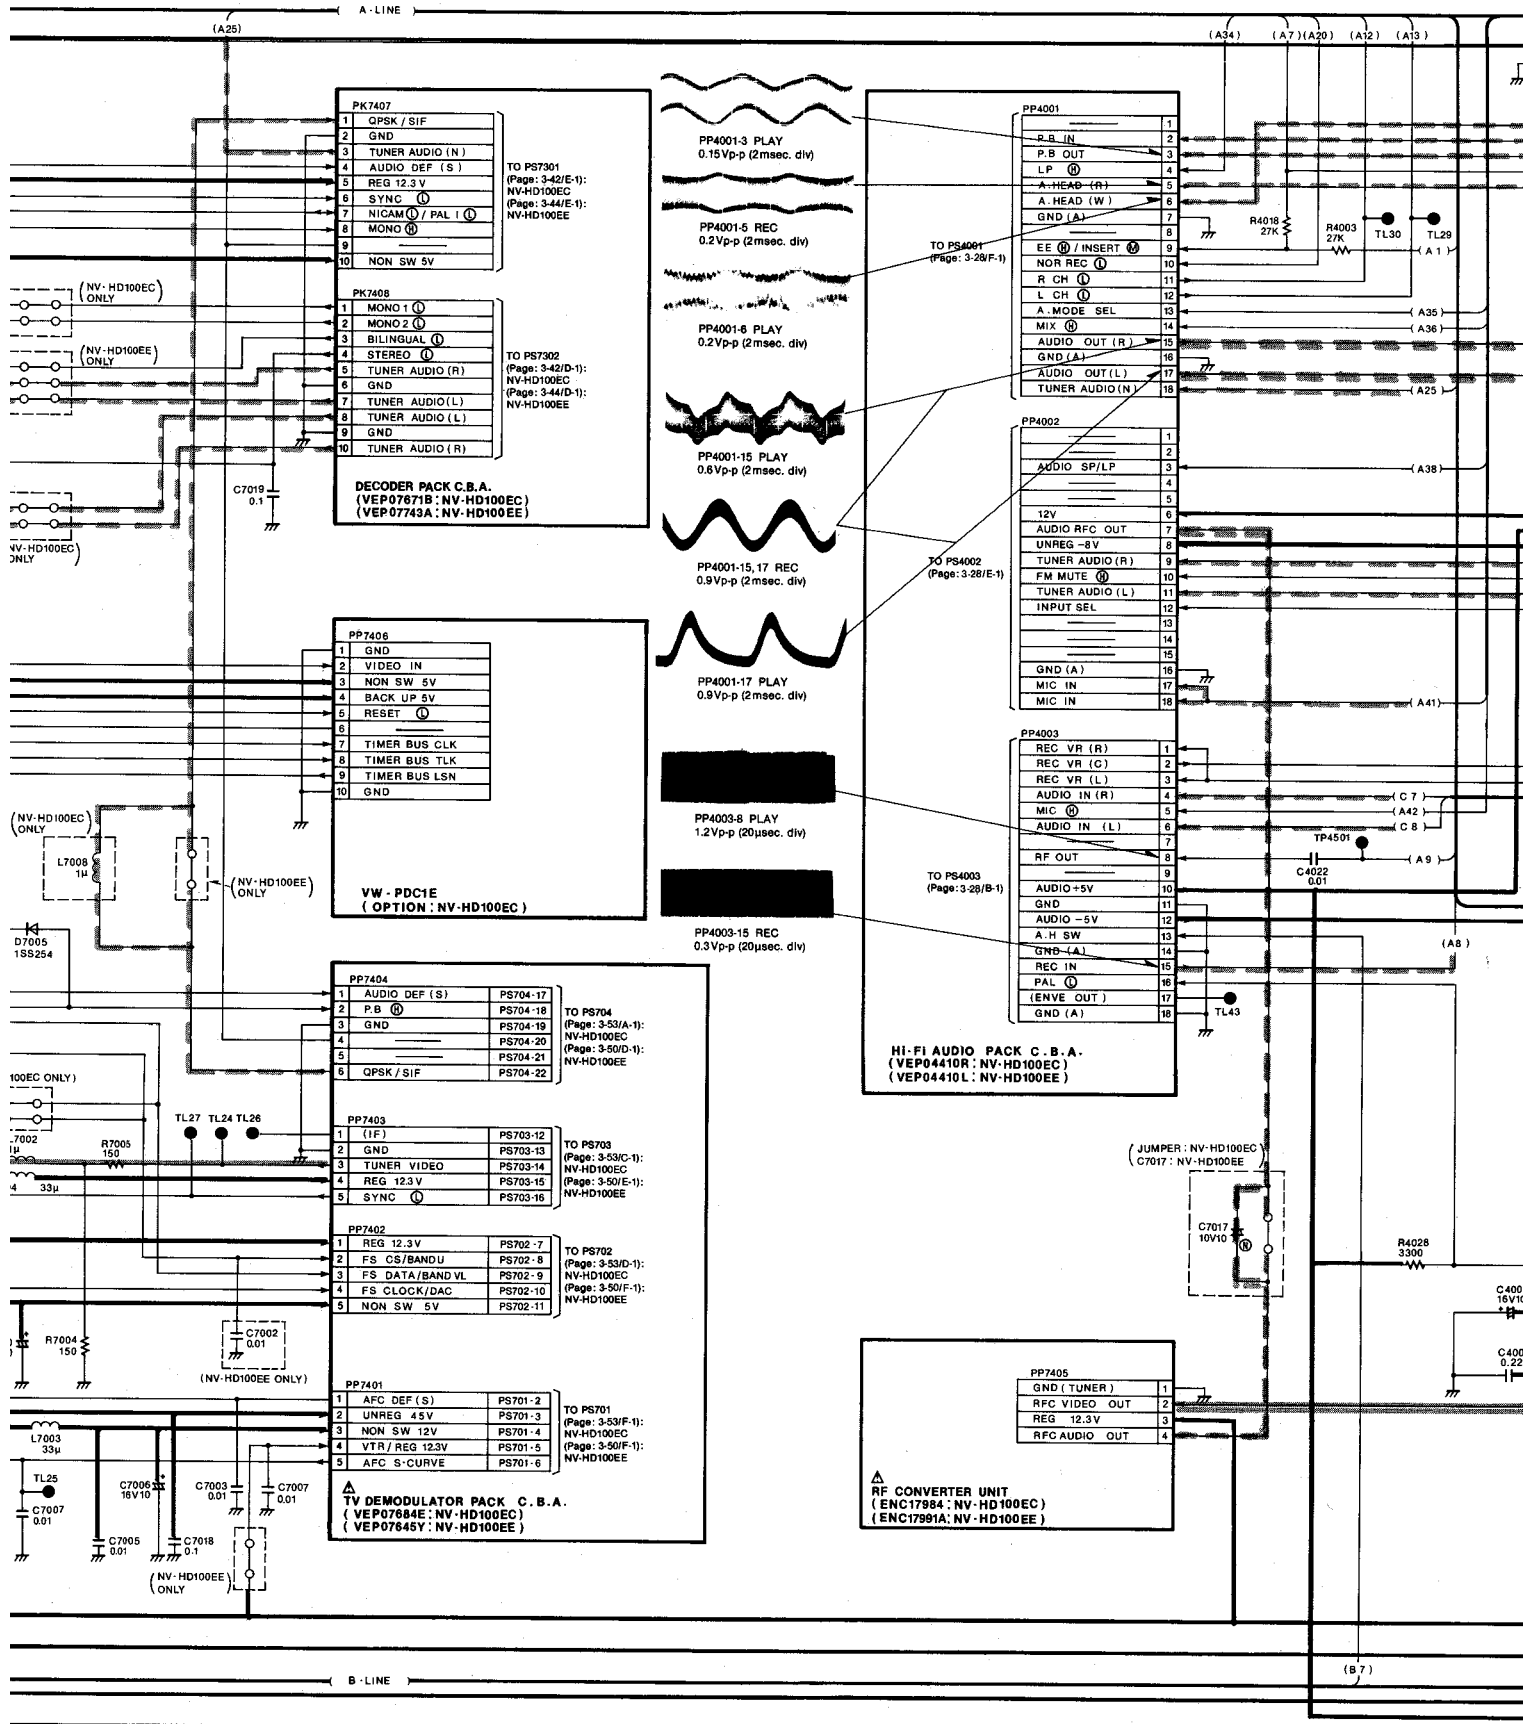 A-LINE
(A25)
(A34)
(A7)
(A20)
(A12)
(A13)
PK7407
1 QPSK / SIF
2 GND
3 TUNER AUDIO (N)
4 AUDIO DEF (S)
5 REG 12.3 V
6 SYNC Ⓛ
7 NICAM Ⓛ / PAL I Ⓛ
8 MONO Ⓗ
9
10 NON SW 5V
TO PS7301
(Page: 3-42/E-1):
NV-HD100EC
(Page: 3-44/E-1):
NV-HD100EE
(NV-HD100EC)
ONLY
PK7408
1 MONO 1 Ⓛ
2 MONO 2 Ⓛ
3 BILINGUAL Ⓛ
4 STEREO Ⓛ
5 TUNER AUDIO (R)
6 GND
7 TUNER AUDIO (L)
8 TUNER AUDIO (L)
9 GND
10 TUNER AUDIO (R)
TO PS7302
(Page: 3-42/D-1):
NV-HD100EC
(Page: 3-44/D-1):
NV-HD100EE
(NV-HD100EE)
ONLY
C7019
0.1
NV-HD100EC)
ONLY
DECODER PACK C.B.A.
(VEP07671B : NV-HD100EC)
(VEP07743A : NV-HD100EE)
PP4001-3 PLAY
0.15Vp-p (2msec. div)
PP4001-5 REC
0.2Vp-p (2msec. div)
PP4001-6 PLAY
0.2Vp-p (2msec. div)
PP4001-15 PLAY
0.6Vp-p (2msec. div)
PP4001-15, 17 REC
0.9Vp-p (2msec. div)
PP4001-17 PLAY
0.9Vp-p (2msec. div)
PP4003-8 PLAY
1.2Vp-p (20µsec. div)
PP4003-15 REC
0.3Vp-p (20µsec. div)
PP4001
1
P.B IN 2
P.B OUT 3
LP Ⓗ 4
A.HEAD (R) 5
A.HEAD (W) 6
GND (A) 7
8
EE Ⓗ / INSERT Ⓜ 9
NOR REC Ⓛ 10
R CH Ⓛ 11
L CH Ⓛ 12
A.MODE SEL 13
MIX Ⓗ 14
AUDIO OUT (R) 15
GND (A) 16
AUDIO OUT (L) 17
TUNER AUDIO (N) 18
TO PS4001
(Page: 3-28/F-1)
R4018
27K
R4003
27K
TL30
TL29
(A1)
(A35)
(A36)
(A25)
PP4002
1
2
AUDIO SP/LP 3
4
5
12V 6
AUDIO RFC OUT 7
UNREG -8V 8
TUNER AUDIO (R) 9
FM MUTE Ⓗ 10
TUNER AUDIO (L) 11
INPUT SEL 12
13
14
15
GND (A) 16
MIC IN 17
MIC IN 18
TO PS4002
(Page: 3-28/E-1)
(A38)
(A41)
PP4003
REC VR (R) 1
REC VR (C) 2
REC VR (L) 3
AUDIO IN (R) 4
MIC Ⓗ 5
AUDIO IN (L) 6
7
RF OUT 8
9
AUDIO+5V 10
GND 11
AUDIO -5V 12
A.H SW 13
GND (A) 14
REC IN 15
PAL Ⓛ 16
(ENVE OUT) 17
GND (A) 18
TO PS4003
(Page: 3-28/B-1)
(C7)
(A42)
(C8)
TP4501
C4022
0.01
(A9)
(A8)
TL43
Hi-Fi AUDIO PACK C.B.A.
(VEP04410R : NV-HD100EC)
(VEP04410L : NV-HD100EE)
PP7406
1 GND
2 VIDEO IN
3 NON SW 5V
4 BACK UP 5V
5 RESET Ⓛ
6
7 TIMER BUS CLK
8 TIMER BUS TLK
9 TIMER BUS LSN
10 GND
VW-PDC1E
(OPTION : NV-HD100EC)
(NV-HD100EC)
ONLY
L7008
1µ
(NV-HD100EE)
ONLY
D7005
1SS254
PP7404
1 AUDIO DEF (S) PS704-17
2 P.B Ⓗ PS704-18
3 GND PS704-19
4 PS704-20
5 PS704-21
6 QPSK / SIF PS704-22
TO PS704
(Page: 3-53/A-1):
NV-HD100EC
(Page: 3-50/D-1):
NV-HD100EE
100EC ONLY)
TL27 TL24 TL26
7002
1µ
R7005
150
33µ
PP7403
1 (IF) PS703-12
2 GND PS703-13
3 TUNER VIDEO PS703-14
4 REG 12.3 V PS703-15
5 SYNC Ⓛ PS703-16
TO PS703
(Page: 3-53/C-1):
NV-HD100EC
(Page: 3-50/E-1):
NV-HD100EE
PP7402
1 REG 12.3V PS702-7
2 FS CS/BANDU PS702-8
3 FS DATA/BAND VL PS702-9
4 FS CLOCK/DAC PS702-10
5 NON SW 5V PS702-11
TO PS702
(Page: 3-53/D-1):
NV-HD100EC
(Page: 3-50/F-1):
NV-HD100EE
R7004
150
C7002
0.01
(NV-HD100EE ONLY)
PP7401
1 AFC DEF (S) PS701-2
2 UNREG 45V PS701-3
3 NON SW 12V PS701-4
4 VTR / REG 12.3V PS701-5
5 AFC S-CURVE PS701-6
TO PS701
(Page: 3-53/F-1):
NV-HD100EC
(Page: 3-50/F-1):
NV-HD100EE
L7003
33µ
TL25
C7007
0.01
C7006
16V10
C7003
0.01
C7007
0.01
C7005
0.01
C7018
0.1
(NV-HD100EE)
ONLY
TV DEMODULATOR PACK C.B.A.
(VEP07684E : NV-HD100EC)
(VEP07645Y : NV-HD100EE)
(JUMPER : NV-HD100EC)
C7017 : NV-HD100EE
C7017
10V10
Ⓝ
R4028
3300
C400
16V10
C400
0.22
PP7405
GND (TUNER) 1
RFC VIDEO OUT 2
REG 12.3V 3
RFC AUDIO OUT 4
RF CONVERTER UNIT
(ENC17984 : NV-HD100EC)
(ENC17991A : NV-HD100EE)
B-LINE
(B7)